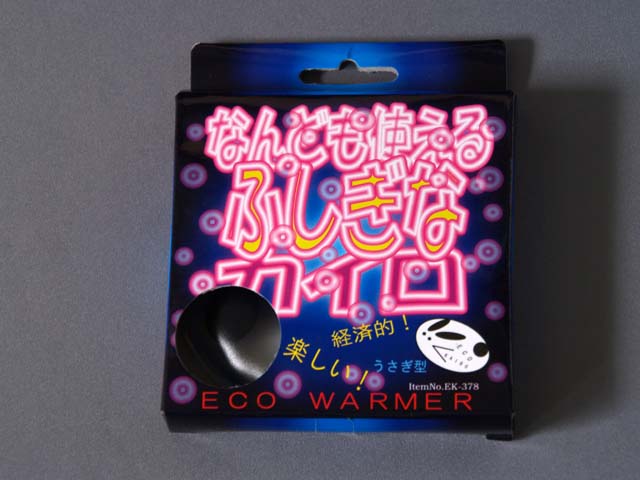 なんども使える
ふしぎな
カイロ
経済的！
楽しい！
うさぎ型
ECO
ItemNo.EK-378
ECO WARMER